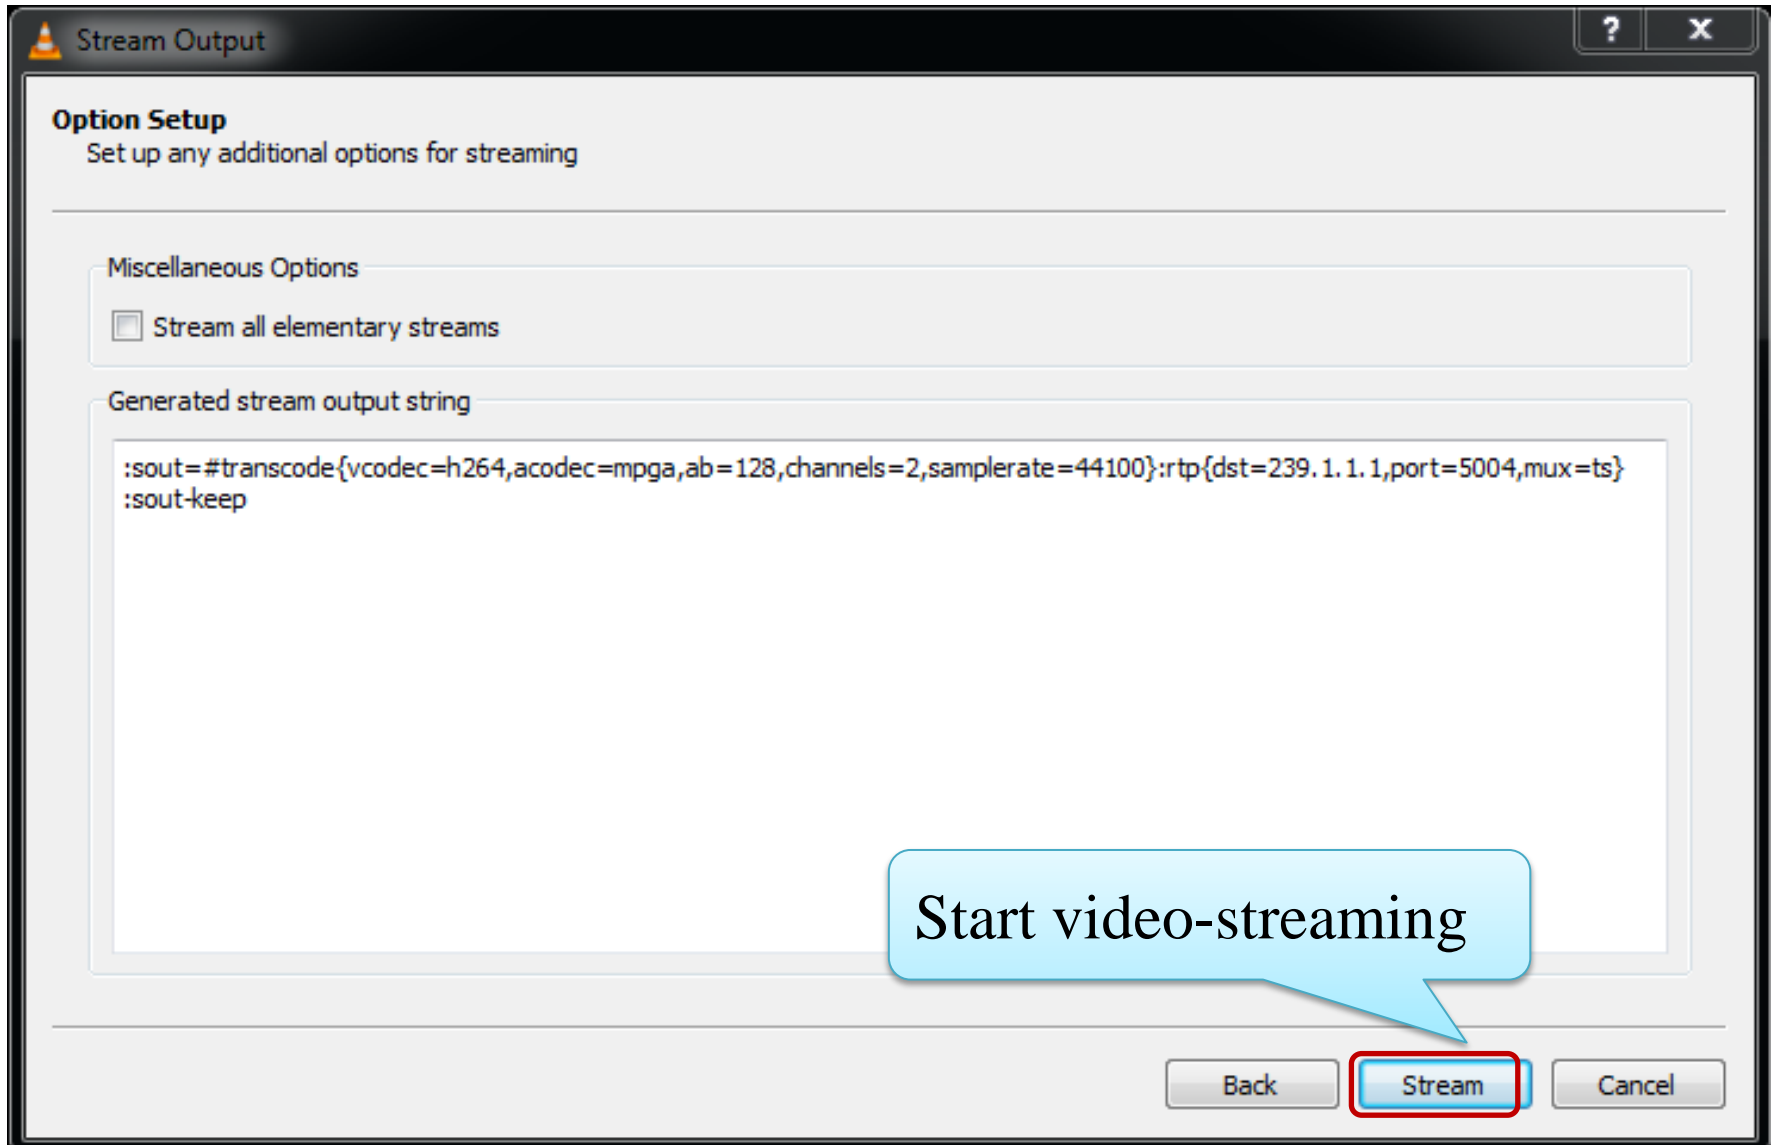 Stream Output
?
X
Option Setup
Set up any additional options for streaming
Miscellaneous Options
Stream all elementary streams
Generated stream output string
:sout=#transcode{vcodec=h264,acodec=mpga,ab=128,channels=2,samplerate=44100}:rtp{dst=239.1.1.1,port=5004,mux=ts}
:sout-keep
Start video-streaming
Back
Stream
Cancel